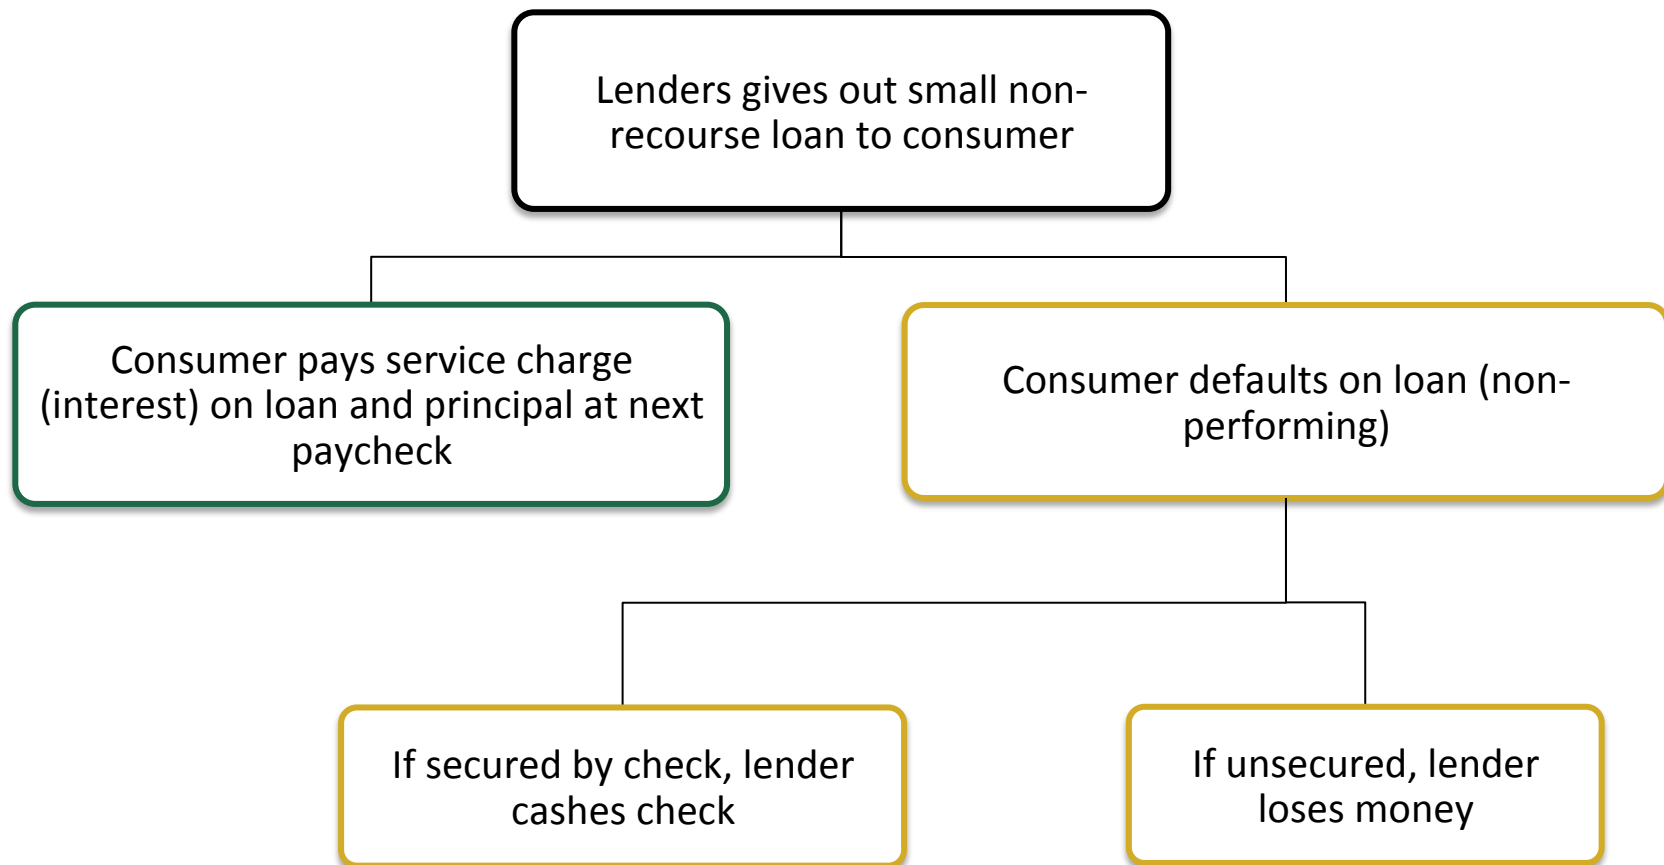 Lenders gives out small non-
recourse loan to consumer
Consumer pays service charge
(interest) on loan and principal at next
paycheck
Consumer defaults on loan (non-
performing)
If secured by check, lender
cashes check
If unsecured, lender
loses money